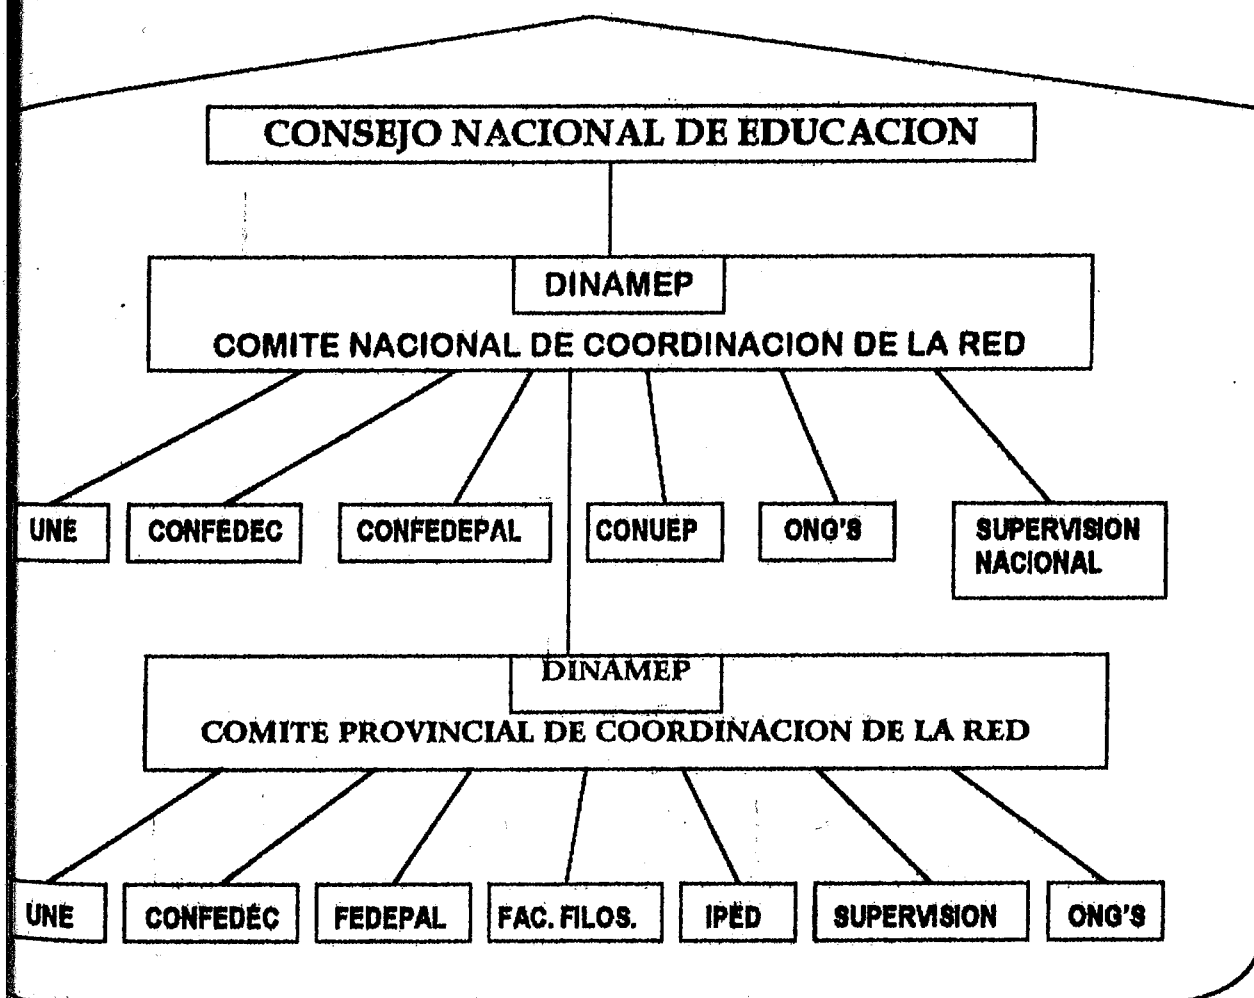 CONSEJO NACIONAL DE EDUCACION
DINAMEP
COMITE NACIONAL DE COORDINACION DE LA RED
UNE
CONFEDEC
CONFEDEPAL
CONUEP
ONG'S
SUPERVISION
NACIONAL
DINAMEP
COMITE PROVINCIAL DE COORDINACION DE LA RED
UNE
CONFEDEC
FEDEPAL
FAC. FILOS.
IPED
SUPERVISION
ONG'S